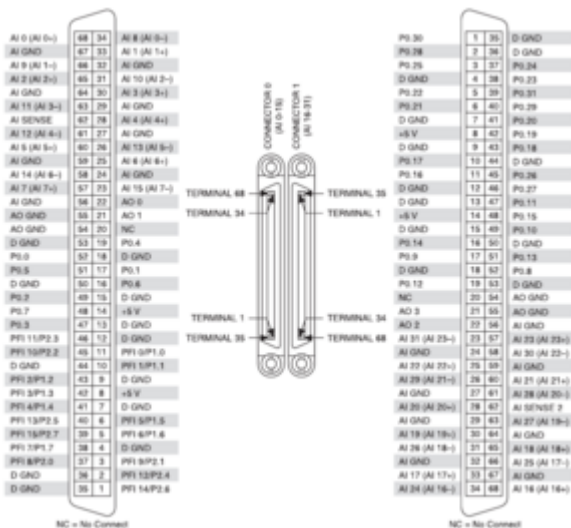 AI 0 (AI 0+) 68 34 AI 8 (AI 0-)
AI GND 67 33 AI 1 (AI 1+)
AI 9 (AI 1-) 66 32 AI GND
AI 2 (AI 2+) 65 31 AI 10 (AI 2-)
AI GND 64 30 AI 3 (AI 3+)
AI 11 (AI 3-) 63 29 AI GND
AI SENSE 62 28 AI 4 (AI 4+)
AI 12 (AI 4-) 61 27 AI GND
AI 5 (AI 5+) 60 26 AI 13 (AI 5-)
AI GND 59 25 AI 6 (AI 6+)
AI 14 (AI 6-) 58 24 AI GND
AI 7 (AI 7+) 57 23 AI 15 (AI 7-)
AI GND 56 22 AO 0
AO GND 55 21 AO 1
AO GND 54 20 NC
D GND 53 19 P0.4
P0.0 52 18 D GND
P0.5 51 17 P0.1
D GND 50 16 P0.6
P0.2 49 15 D GND
P0.7 48 14 +5 V
P0.3 47 13 D GND
PFI 11/P2.3 46 12 D GND
PFI 10/P2.2 45 11 PFI 0/P1.0
D GND 44 10 PFI 1/P1.1
PFI 2/P1.2 43 9 D GND
PFI 3/P1.3 42 8 +5 V
PFI 4/P1.4 41 7 D GND
PFI 13/P2.5 40 6 PFI 5/P1.5
PFI 15/P2.7 39 5 PFI 6/P1.6
PFI 7/P1.7 38 4 D GND
PFI 8/P2.0 37 3 PFI 9/P2.1
D GND 36 2 PFI 12/P2.4
D GND 35 1 PFI 14/P2.6
NC = No Connect
CONNECTOR 0
(AI 0-15)
CONNECTOR 1
(AI 16-31)
TERMINAL 68 TERMINAL 35
TERMINAL 34 TERMINAL 1
TERMINAL 1 TERMINAL 34
TERMINAL 35 TERMINAL 68
P0.30 1 35 D GND
P0.28 2 36 D GND
P0.25 3 37 P0.24
D GND 4 38 P0.23
P0.22 5 39 P0.31
P0.21 6 40 P0.29
D GND 7 41 P0.20
+5 V 8 42 P0.19
D GND 9 43 P0.18
P0.17 10 44 D GND
P0.16 11 45 P0.26
D GND 12 46 P0.27
D GND 13 47 P0.11
+5 V 14 48 P0.15
D GND 15 49 P0.10
P0.14 16 50 D GND
P0.9 17 51 P0.13
D GND 18 52 P0.8
P0.12 19 53 D GND
NC 20 54 AO GND
AO 3 21 55 AO GND
AO 2 22 56 AI GND
AI 31 (AI 23-) 23 57 AI 23 (AI 23+)
AI GND 24 58 AI 30 (AI 22-)
AI 22 (AI 22+) 25 59 AI GND
AI 29 (AI 21-) 26 60 AI 21 (AI 21+)
AI GND 27 61 AI 28 (AI 20-)
AI 20 (AI 20+) 28 62 AI SENSE 2
AI GND 29 63 AI 27 (AI 19-)
AI 19 (AI 19+) 30 64 AI GND
AI 26 (AI 18-) 31 65 AI 18 (AI 18+)
AI GND 32 66 AI 25 (AI 17-)
AI 17 (AI 17+) 33 67 AI GND
AI 24 (AI 16-) 34 68 AI 16 (AI 16+)
NC = No Connect